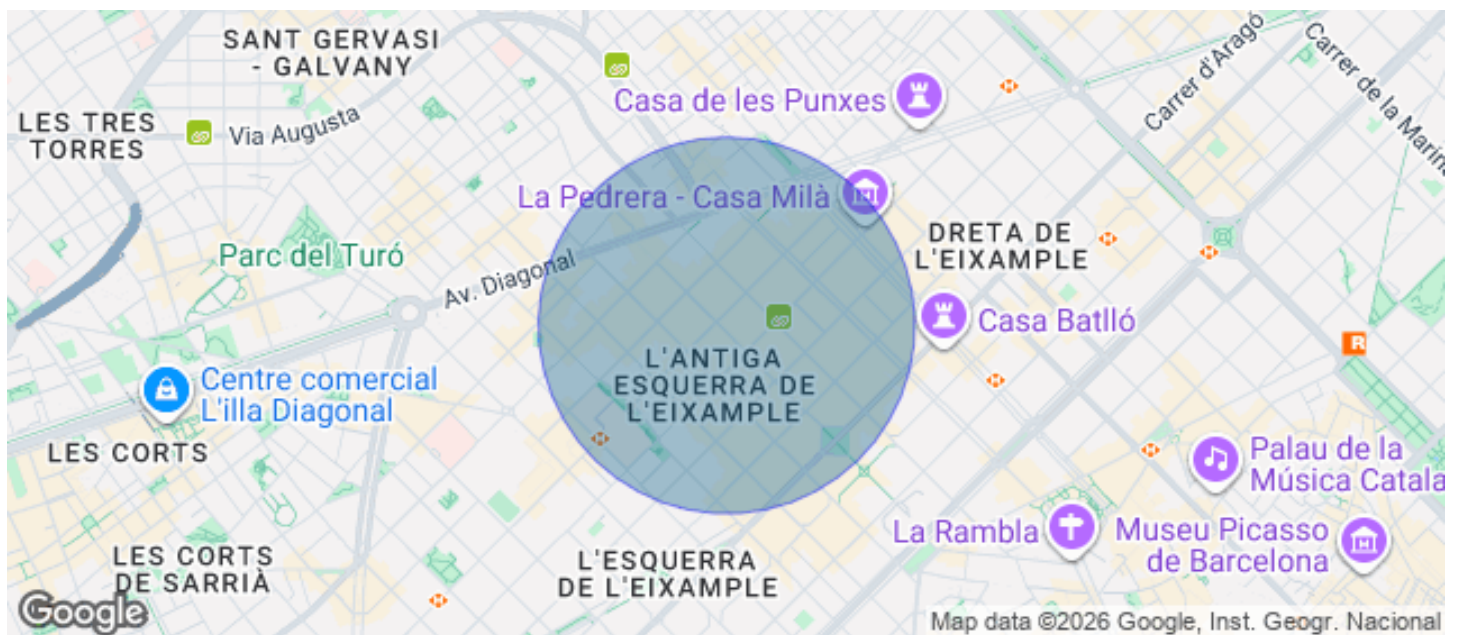 SANT GERVASI
- GALVANY
LES TRES
TORRES
Via Augusta
Casa de les Punxes
Carrer d'Aragó
Carrer de la Marina
La Pedrera - Casa Milà
Parc del Turó
Av. Diagonal
DRETA DE
L'EIXAMPLE
Casa Batlló
L'ANTIGA
ESQUERRA DE
L'EIXAMPLE
Centre comercial
L'illa Diagonal
LES CORTS
R
Palau de la
Música Catala
La Rambla
Museu Picasso
de Barcelona
LES CORTS
DE SARRIÀ
L'ESQUERRA
DE L'EIXAMPLE
Google
Map data ©2026 Google, Inst. Geogr. Nacional